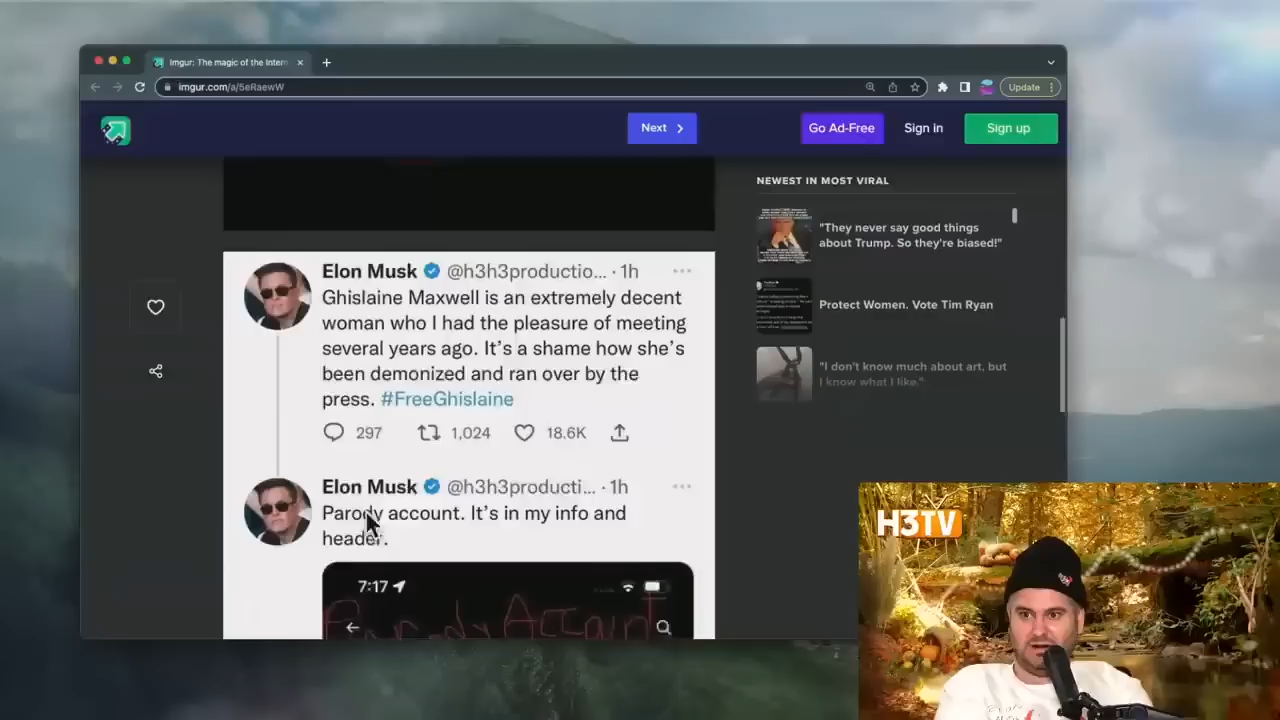 Imgur: The magic of the Intern
imgur.com/a/5eRaewW
Update
Next
Go Ad-Free
Sign in
Sign up
NEWEST IN MOST VIRAL
"They never say good things
about Trump. So they're biased!"
Protect Women. Vote Tim Ryan
"I don't know much about art, but
I know what I like."
Elon Musk @h3h3productio... · 1h
Ghislaine Maxwell is an extremely decent
woman who I had the pleasure of meeting
several years ago. It's a shame how she's
been demonized and ran over by the
press. #FreeGhislaine
297 1,024 18.6K
Elon Musk @h3h3producti... · 1h
Parody account. It's in my info and
header.
7:17
Parody Account
H3TV